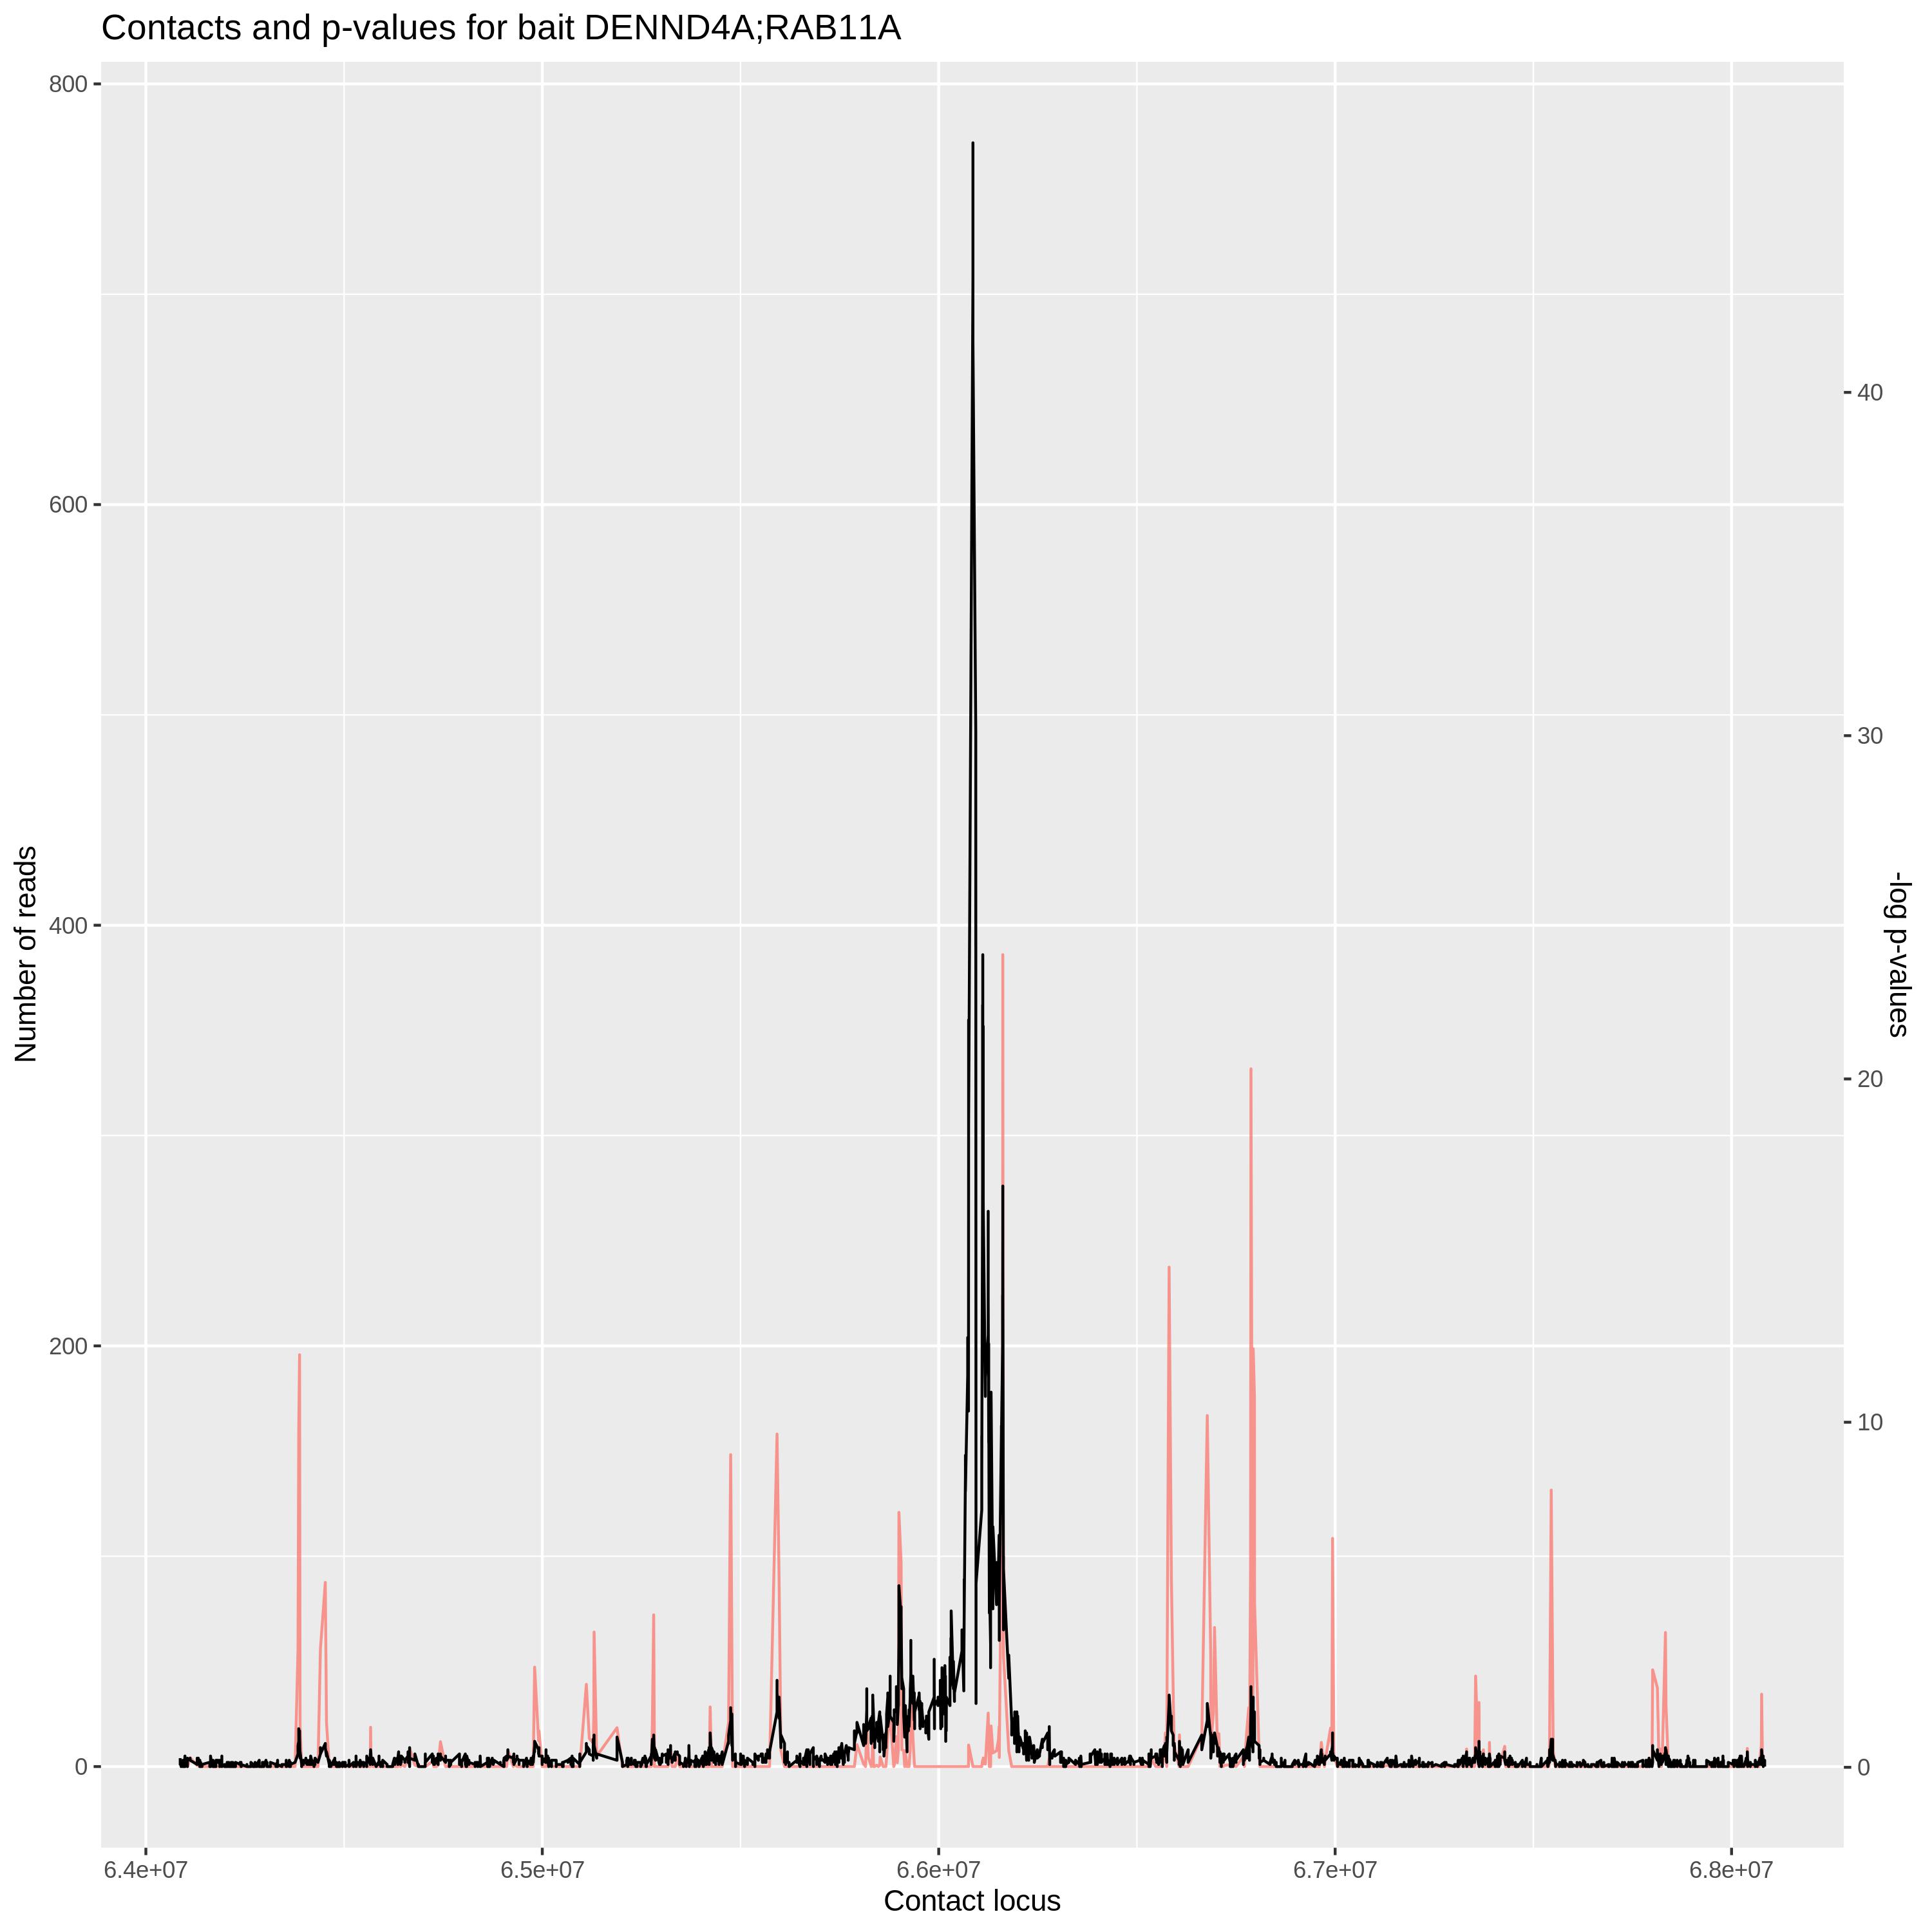 Contacts and p-values for bait DENND4A;RAB11A
800
600
400
200
0
Number of reads
40
30
20
10
0
-log p-values
6.4e+07 6.5e+07 6.6e+07 6.7e+07 6.8e+07
Contact locus